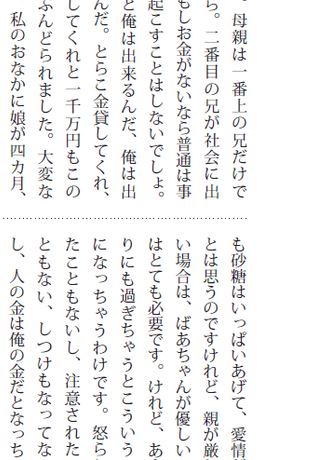 。母親は一番上の兄だけで
ら。二番目の兄が社会に出
もしお金がないなら普通は事
起こすことはしないでしょ。
と俺は出来るんだ、俺は出
んだ。とらこ金貸してくれ、
してくれと一千万円もこの
ふんどられました。大変な
私のおなかに娘が四カ月、
も砂糖はいっぱいあげて、愛情
とは思うのですけれど、親が厳
い場合は、ばあちゃんが優しい
はとても必要です。けれど、あ
りにも過ぎちゃうとこういう
になっちゃうわけです。怒ら
たこともないし、注意された
ともない、しつけもなってな
し、人の金は俺の金だとなっち